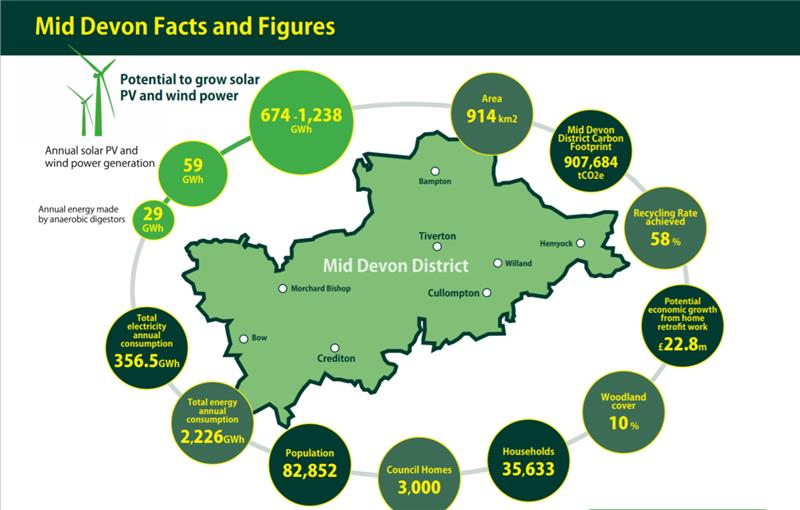 Mid Devon Facts and Figures
Potential to grow solar
PV and wind power
674 -1,238
GWh
Annual solar PV and
wind power generation
59
GWh
Annual energy made
by anaerobic digestors
29
GWh
Area
914 km2
Mid Devon
District Carbon
Footprint
907,684
tCO2e
Recycling Rate
achieved
58 %
Potential
economic growth
from home
retrofit work
£22.8m
Woodland
cover
10 %
Households
35,633
Council Homes
3,000
Population
82,852
Total energy
annual
consumption
2,226GWh
Total
electricity
annual
consumption
356.5GWh
Bampton
Tiverton
Hemyock
Mid Devon District
Willand
Morchard Bishop
Cullompton
Bow
Crediton